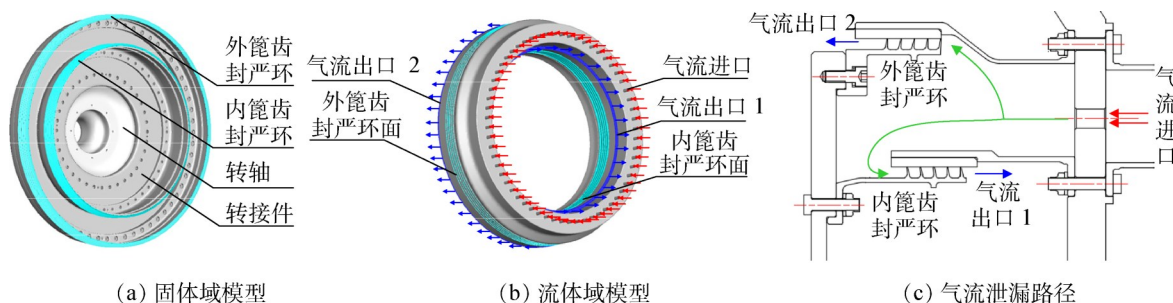 外篦齿
封严环
内篦齿
封严环
转轴
转接件
(a) 固体域模型
气流出口 2
外篦齿
封严环面
气流进口
气流出口 1
内篦齿
封严环面
(b) 流体域模型
气流出口 2
外篦齿
封严环
气
流
进
口
内篦齿
封严环
气流
出口 1
(c) 气流泄漏路径